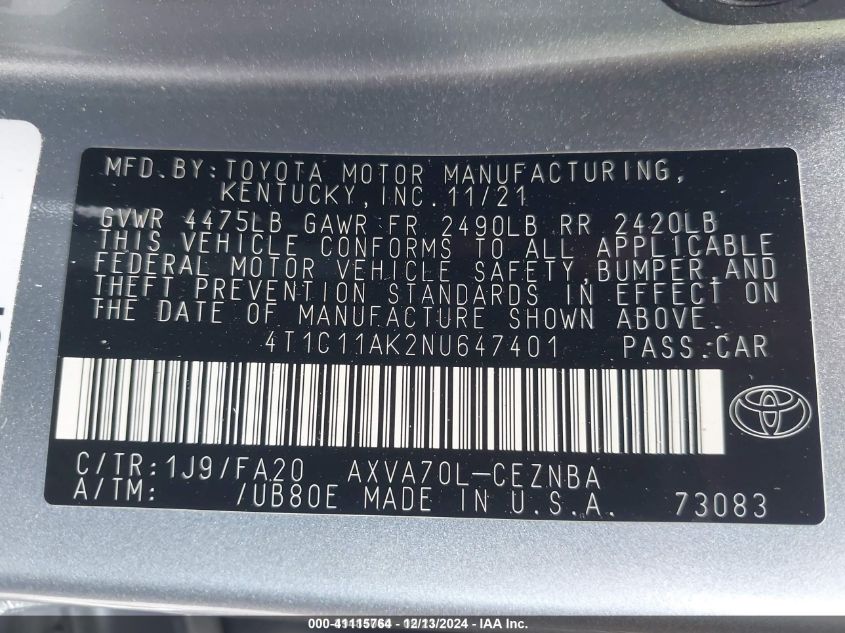 MFD.BY:TOYOTA MOTOR MANUFACTURING,
KENTUCKY,INC.11/21
GVWR 4475LB GAWR FR 2490LB RR 2420LB
THIS VEHICLE CONFORMS TO ALL APPLICABLE
FEDERAL MOTOR VEHICLE SAFETY,BUMPER,AND
THEFT PREVENTION STANDARDS IN EFFECT ON
THE DATE OF MANUFACTURE SHOWN ABOVE.
4T1C11AK2NU647401 PASS.CAR
C/TR:1J9/FA20 AXVA70L-CEZNBA
A/TM: /UB80E MADE IN U.S.A. 73083
000-41115764 - 12/13/2024 - IAA Inc.